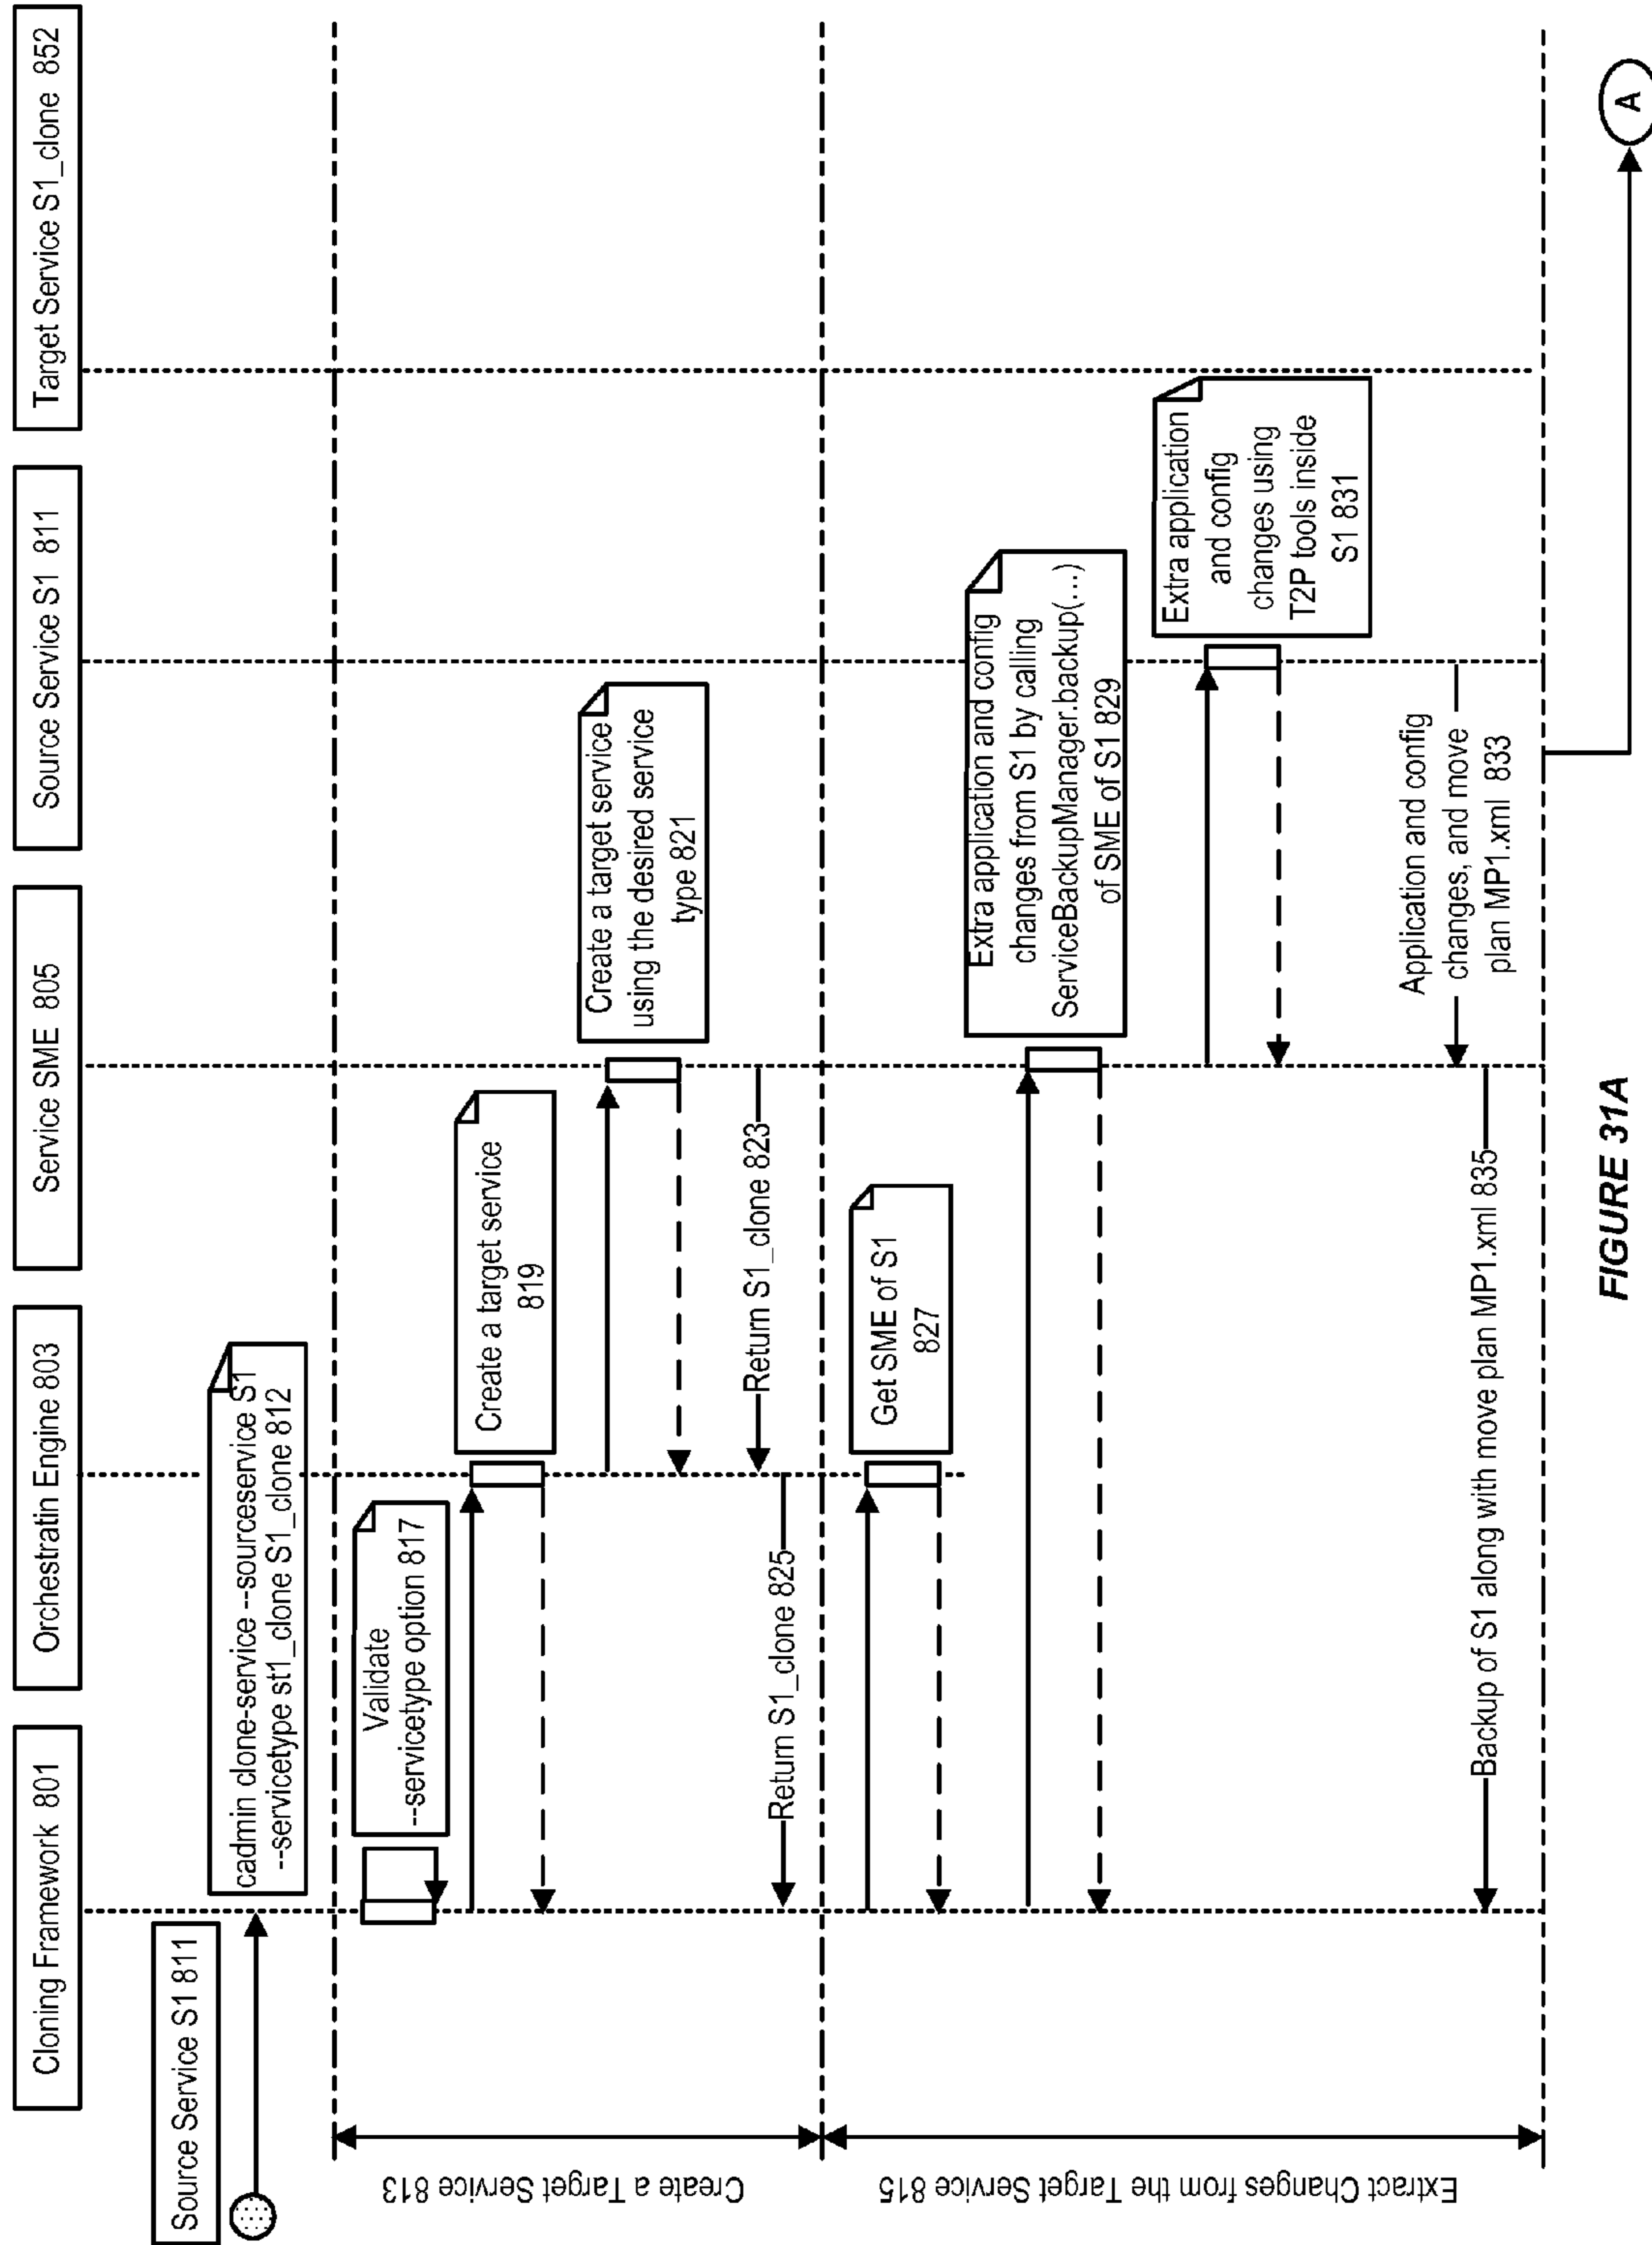 Cloning Framework 801
Orchestratin Engine 803
Service SME 805
Source Service S1 811
Target Service S1_clone 852
Source Service S1 811
cadmin clone-service --sourceservice S1
--servicetype st1_clone S1_clone 812
Create a Target Service 813
Validate
--servicetype option 817
Create a target service
819
Create a target service
using the desired service
type 821
Return S1_clone 823
Return S1_clone 825
Extract Changes from the Target Service 815
Get SME of S1
827
Extra application and config
changes from S1 by calling
ServiceBackupManager.backup(...)
of SME of S1 829
Extra application
and config
changes using
T2P tools inside
S1 831
Application and config
changes, and move
plan MP1.xml 833
Backup of S1 along with move plan MP1.xml 835
A
FIGURE 31A